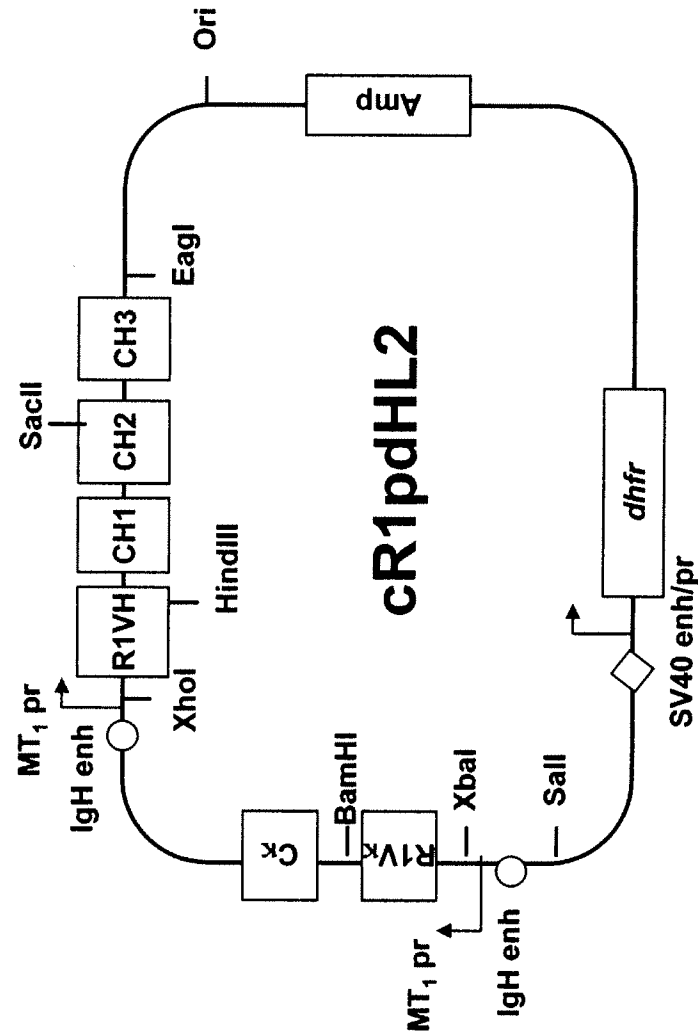 Ori
Amp
EagI
CH3
SacII
CH2
CH1
HindIII
R1VH
XhoI
MT₁ pr
IgH enh
cR1pdHL2
Cκ
BamHI
R1Vκ
XbaI
SalI
MT₁ pr
IgH enh
dhfr
SV40 enh/pr